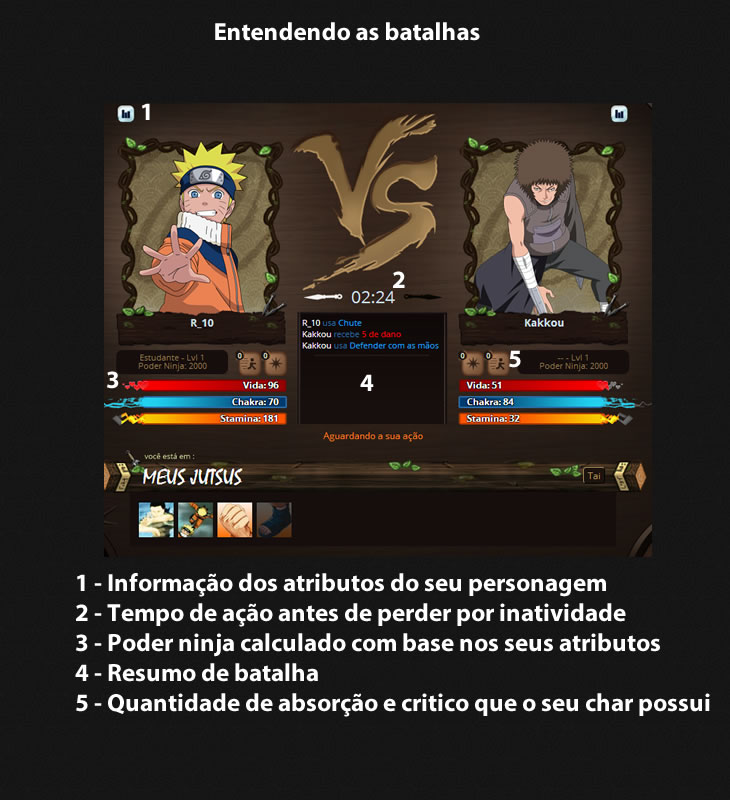 Entendendo as batalhas
1
VS
2
02:24
R_10
Kakkou
R_10 usa Chute
Kakkou recebe 5 de dano
Kakkou usa Defender com as mãos
4
Estudante - Lvl 1
Poder Ninja: 2000
0 0
0 0
5
-- - Lvl 1
Poder Ninja: 2000
3
Vida: 96
Chakra: 70
Stamina: 181
Vida: 51
Chakra: 84
Stamina: 32
Aguardando a sua ação
você está em :
MEUS JUTSUS
Tai
1 - Informação dos atributos do seu personagem
2 - Tempo de ação antes de perder por inatividade
3 - Poder ninja calculado com base nos seus atributos
4 - Resumo de batalha
5 - Quantidade de absorção e critico que o seu char possui